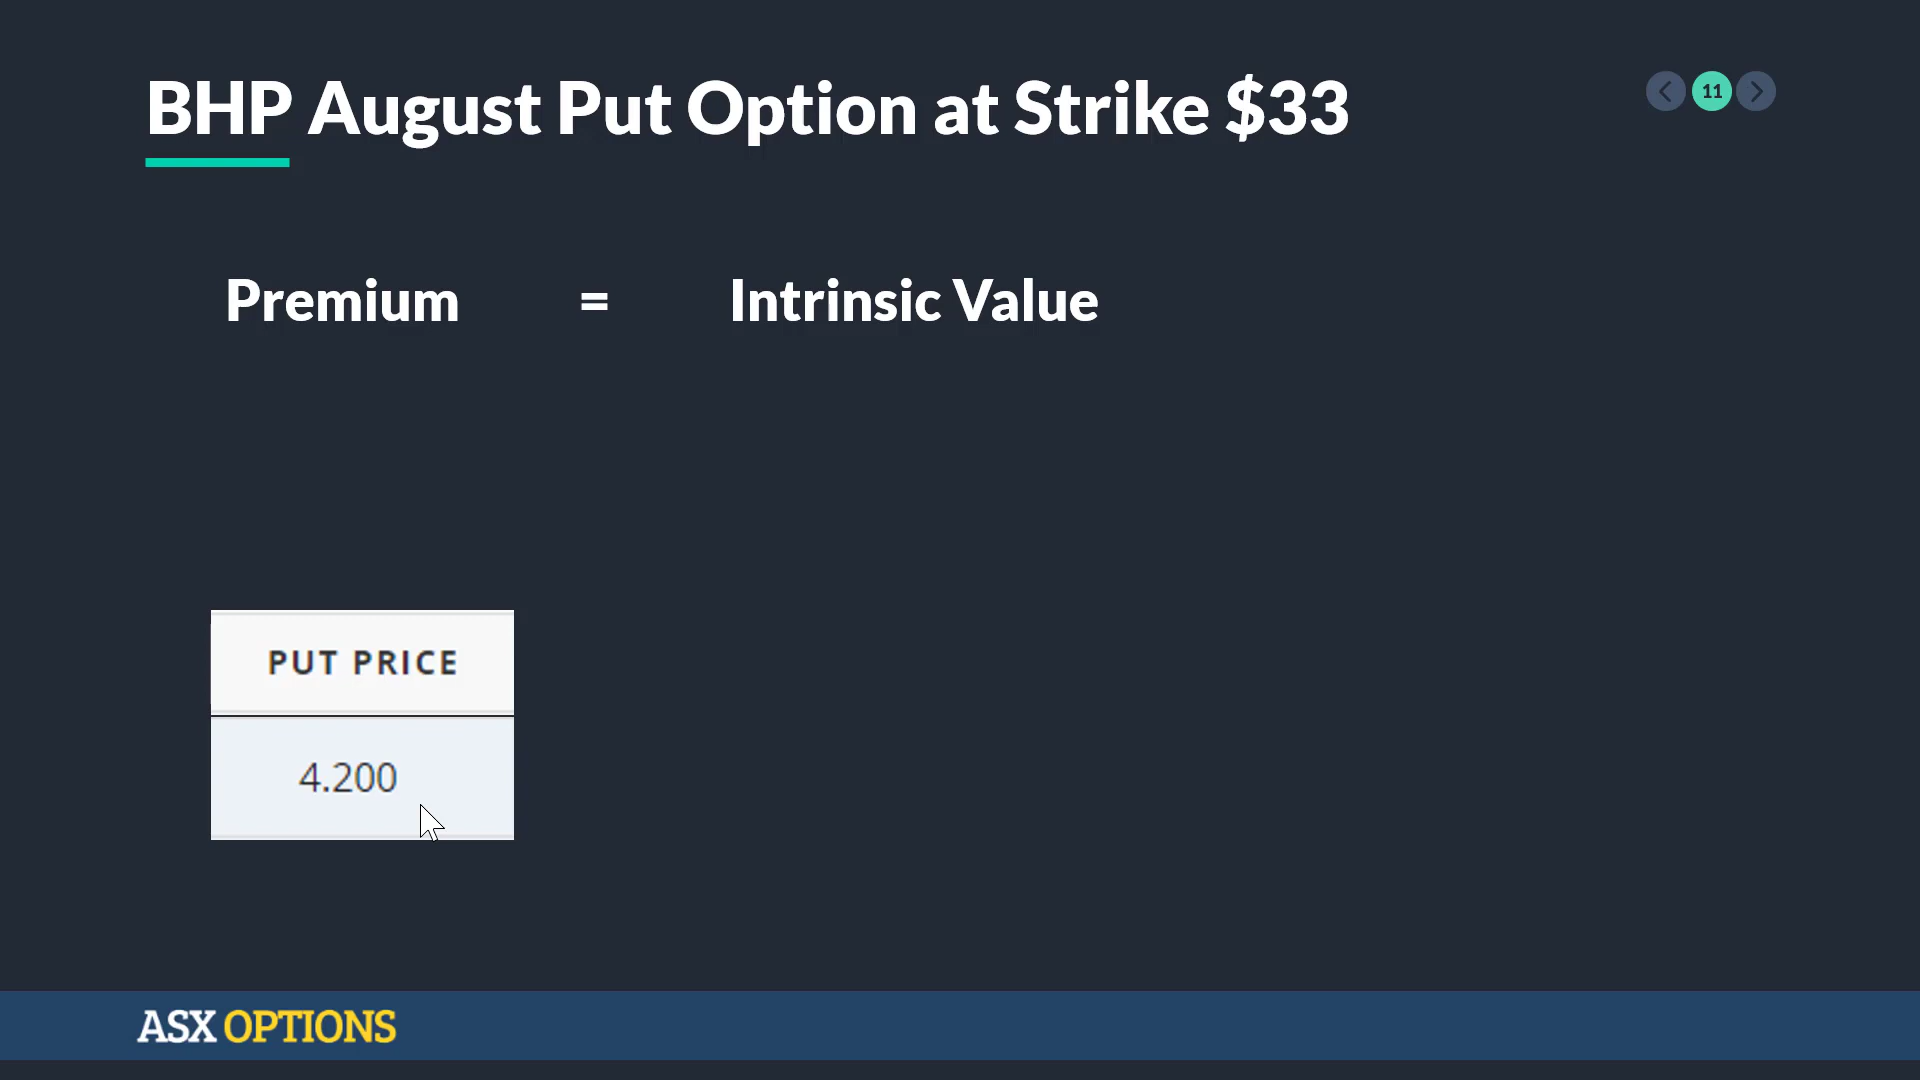 BHP August Put Option at Strike $33
11
Premium = Intrinsic Value
PUT PRICE
4.200
ASX OPTIONS